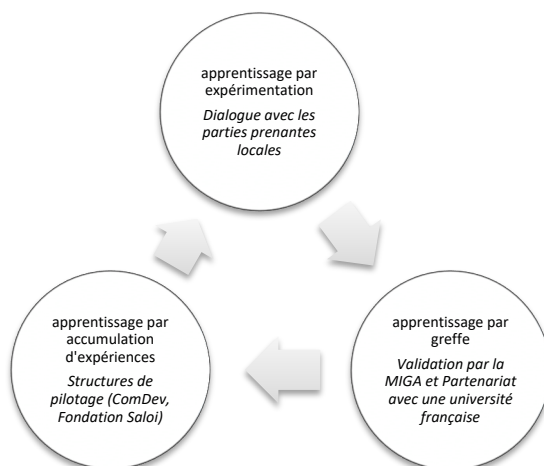 apprentissage par
expérimentation
Dialogue avec les
parties prenantes
locales
apprentissage par
greffe
Validation par la
MIGA et Partenariat
avec une université
française
apprentissage par
accumulation
d'expériences
Structures de
pilotage (ComDev,
Fondation Saloi)